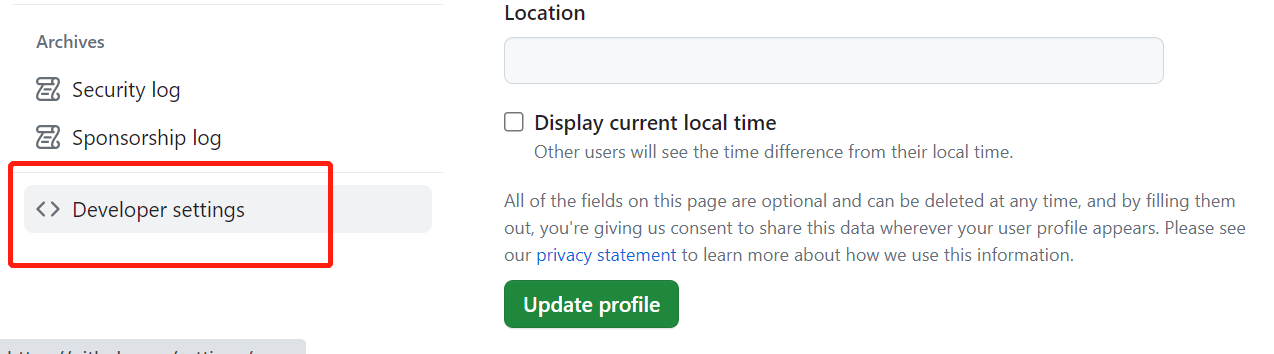 Archives
Security log
Sponsorship log
Developer settings
Location
Display current local time
Other users will see the time difference from their local time.
All of the fields on this page are optional and can be deleted at any time, and by filling them
out, you're giving us consent to share this data wherever your user profile appears. Please see
our privacy statement to learn more about how we use this information.
Update profile